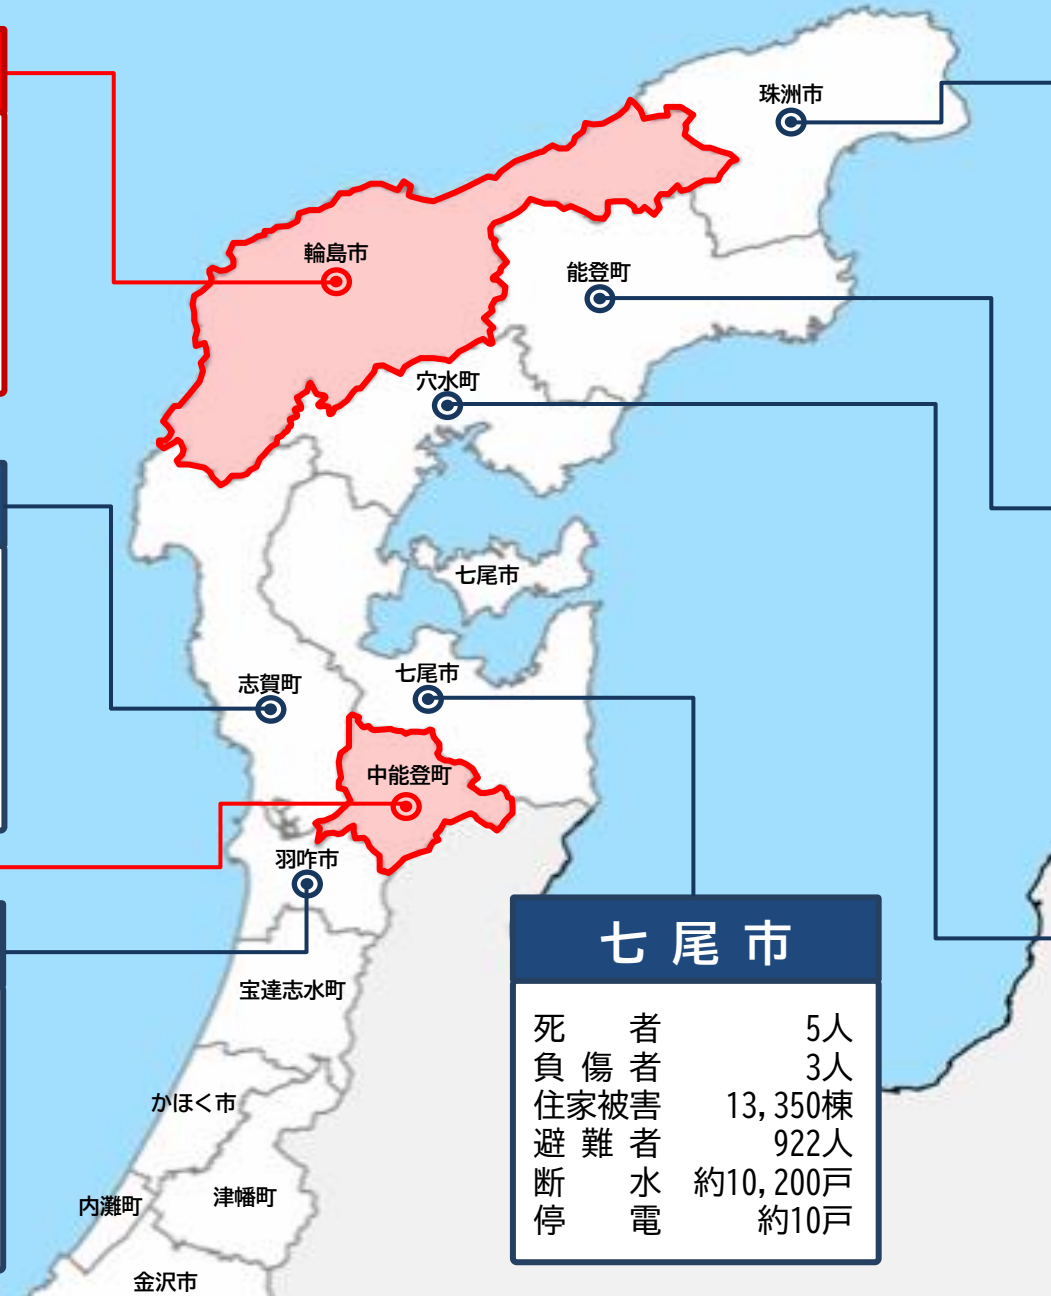 珠洲市
輪島市
能登町
穴水町
七尾市
七尾市
志賀町
中能登町
羽咋市
宝達志水町
かほく市
内灘町
津幡町
金沢市
七尾市
死者 5人
負傷者 3人
住家被害 13,350棟
避難者 922人
断水 約10,200戸
停電 約10戸